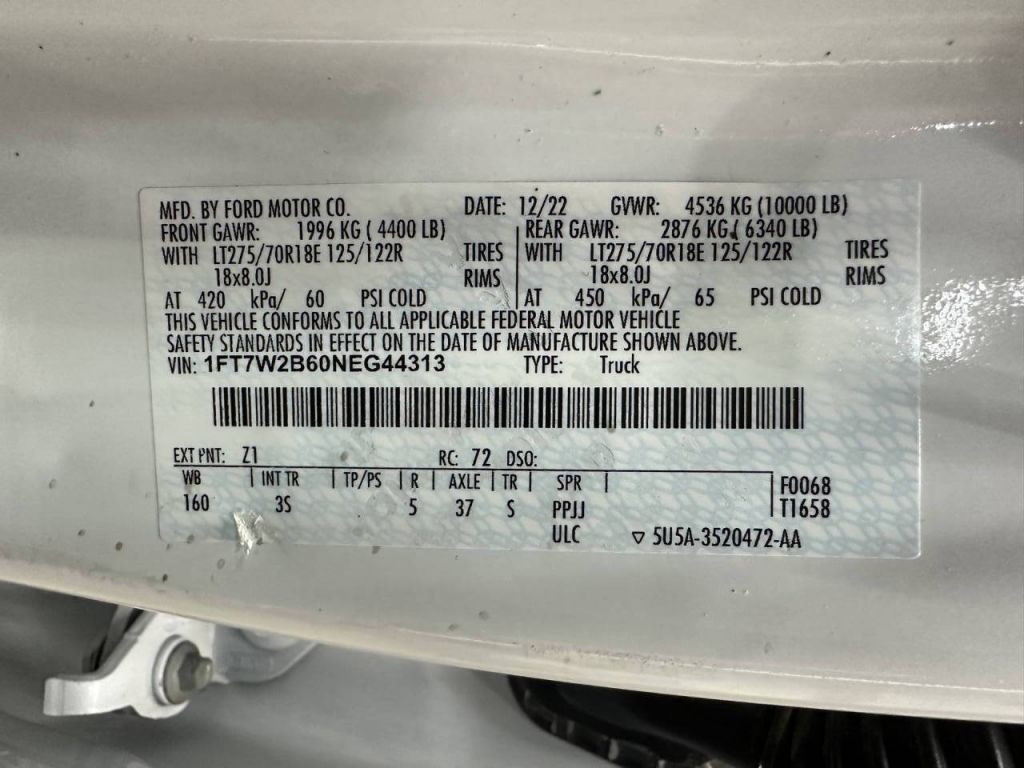 MFD. BY FORD MOTOR CO. DATE: 12/22 GVWR: 4536 KG (10000 LB)
FRONT GAWR: 1996 KG ( 4400 LB) REAR GAWR: 2876 KG ( 6340 LB)
WITH LT275/70R18E 125/122R TIRES WITH LT275/70R18E 125/122R TIRES
18x8.0J RIMS 18x8.0J RIMS
AT 420 kPa/ 60 PSI COLD AT 450 kPa/ 65 PSI COLD
THIS VEHICLE CONFORMS TO ALL APPLICABLE FEDERAL MOTOR VEHICLE
SAFETY STANDARDS IN EFFECT ON THE DATE OF MANUFACTURE SHOWN ABOVE.
VIN: 1FT7W2B60NEG44313 TYPE: Truck
EXT PNT: Z1 RC: 72 DSO:
WB INT TR TP/PS R AXLE TR SPR F0068
160 3S 5 37 S PPJJ T1658
ULC 5U5A-3520472-AA